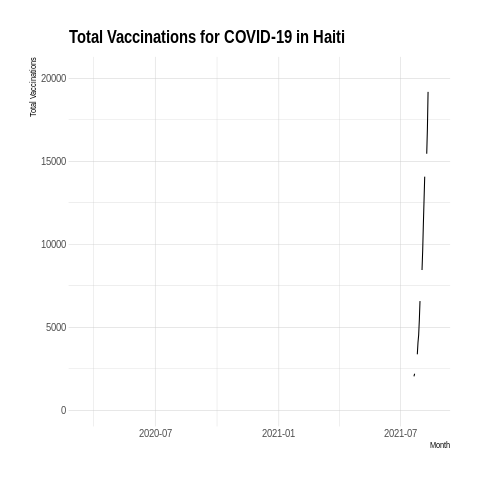 Total Vaccinations for COVID-19 in Haiti
Total Vaccinations
20000
15000
10000
5000
0
2020-07 2021-01 2021-07
Month